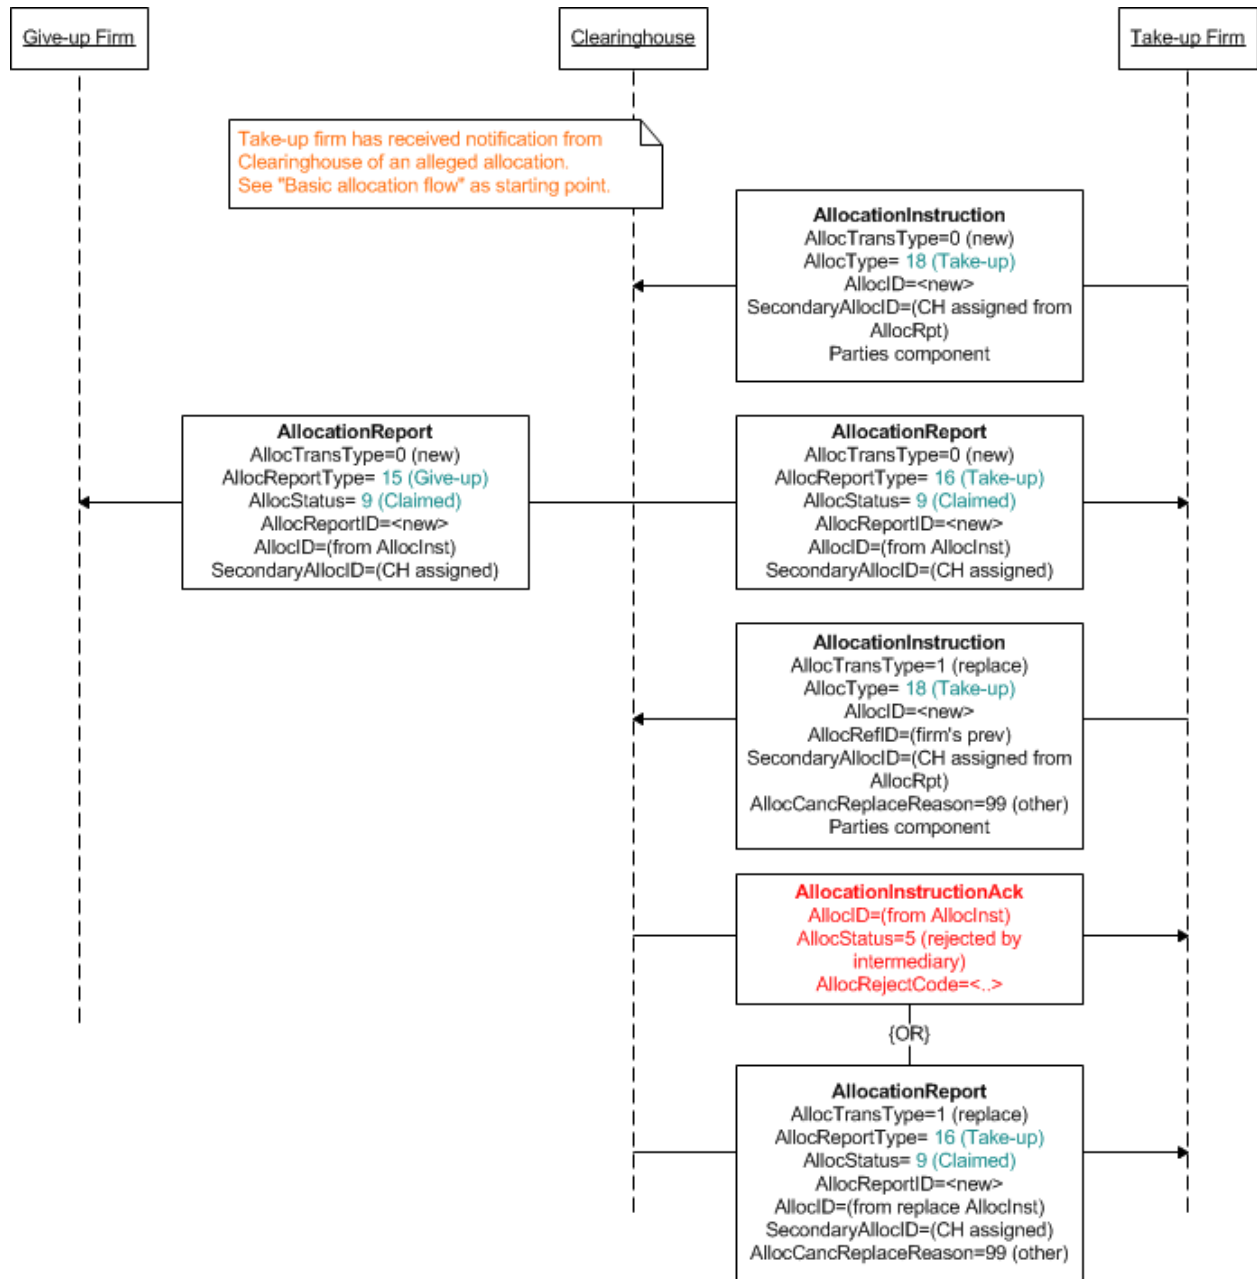 Give-up Firm
Clearinghouse
Take-up Firm
Take-up firm has received notification from
Clearinghouse of an alleged allocation.
See "Basic allocation flow" as starting point.
AllocationInstruction
AllocTransType=0 (new)
AllocType= 18 (Take-up)
AllocID=<new>
SecondaryAllocID=(CH assigned from
AllocRpt)
Parties component
AllocationReport
AllocTransType=0 (new)
AllocReportType= 15 (Give-up)
AllocStatus= 9 (Claimed)
AllocReportID=<new>
AllocID=(from AllocInst)
SecondaryAllocID=(CH assigned)
AllocationReport
AllocTransType=0 (new)
AllocReportType= 16 (Take-up)
AllocStatus= 9 (Claimed)
AllocReportID=<new>
AllocID=(from AllocInst)
SecondaryAllocID=(CH assigned)
AllocationInstruction
AllocTransType=1 (replace)
AllocType= 18 (Take-up)
AllocID=<new>
AllocRefID=(firm's prev)
SecondaryAllocID=(CH assigned from
AllocRpt)
AllocCancReplaceReason=99 (other)
Parties component
AllocationInstructionAck
AllocID=(from AllocInst)
AllocStatus=5 (rejected by
intermediary)
AllocRejectCode=<..>
{OR}
AllocationReport
AllocTransType=1 (replace)
AllocReportType= 16 (Take-up)
AllocStatus= 9 (Claimed)
AllocReportID=<new>
AllocID=(from replace AllocInst)
SecondaryAllocID=(CH assigned)
AllocCancReplaceReason=99 (other)